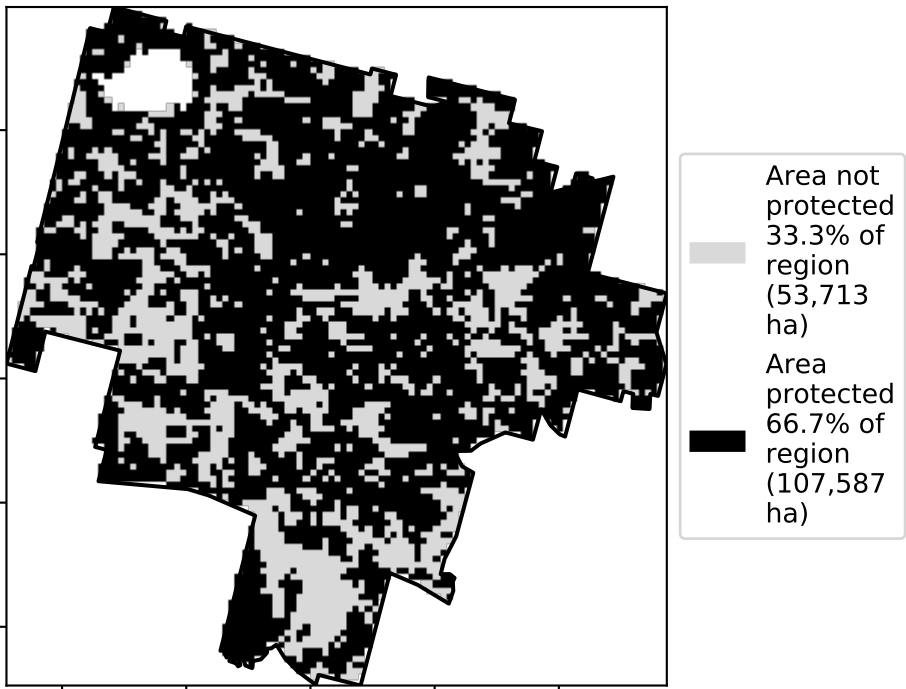 Area not
protected
33.3% of
region
(53,713
ha)
Area
protected
66.7% of
region
(107,587
ha)